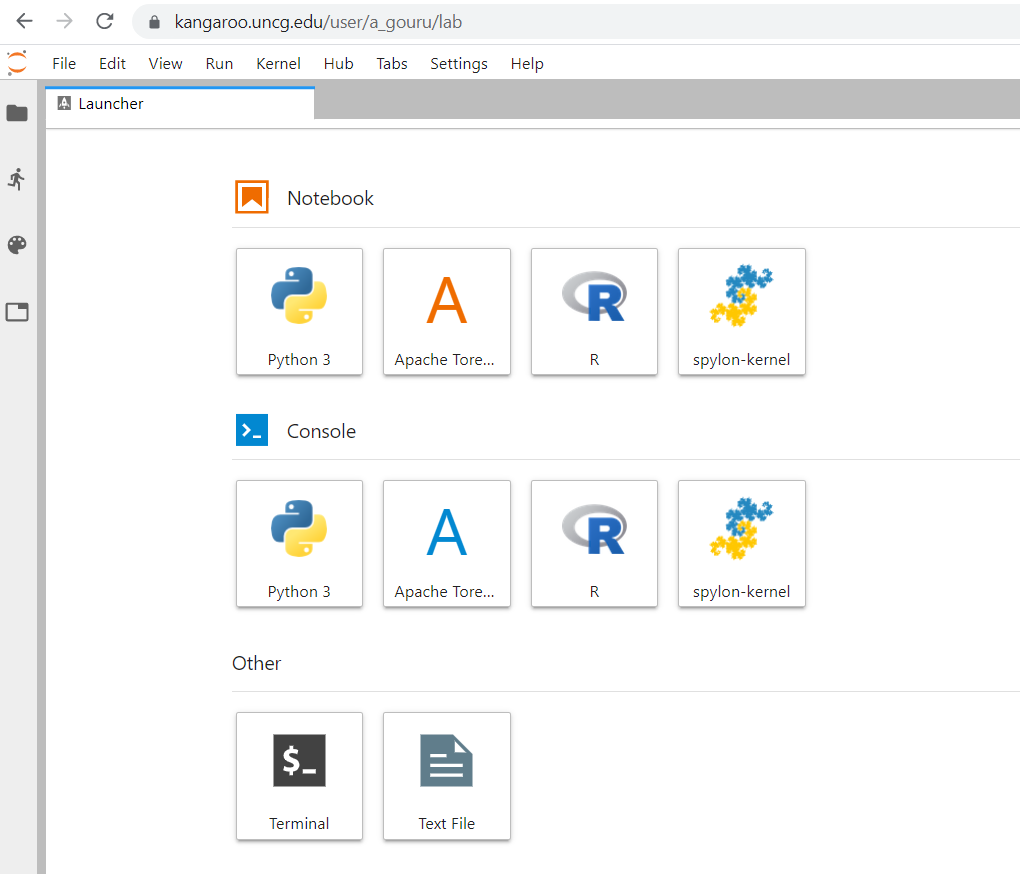 kangaroo.uncg.edu/user/a_gouru/lab
File Edit View Run Kernel Hub Tabs Settings Help
Launcher
Notebook
Python 3 Apache Tore... R spylon-kernel
Console
Python 3 Apache Tore... R spylon-kernel
Other
$_
Terminal Text File